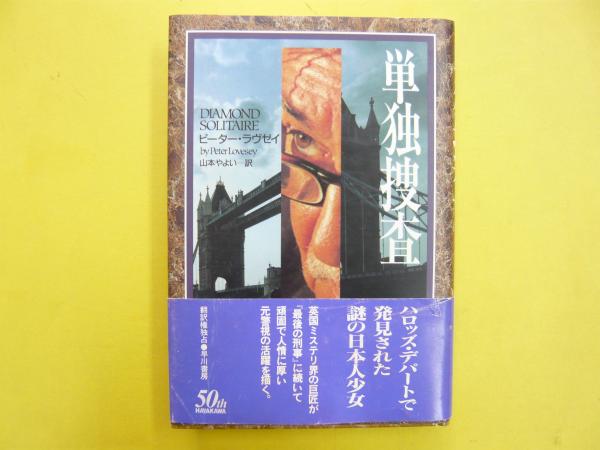 単独捜査
DIAMOND
SOLITAIRE
ピーター・ラヴゼイ
by Peter Lovesey
山本やよい─訳
ハロッズ・デパートで
発見された
謎の日本人少女
英国ミステリ界の巨匠が
『最後の刑事』に続いて
頑固で人情に厚い
元警視の活躍を描く。
翻訳権独占●早川書房
50th
HAYAKAWA